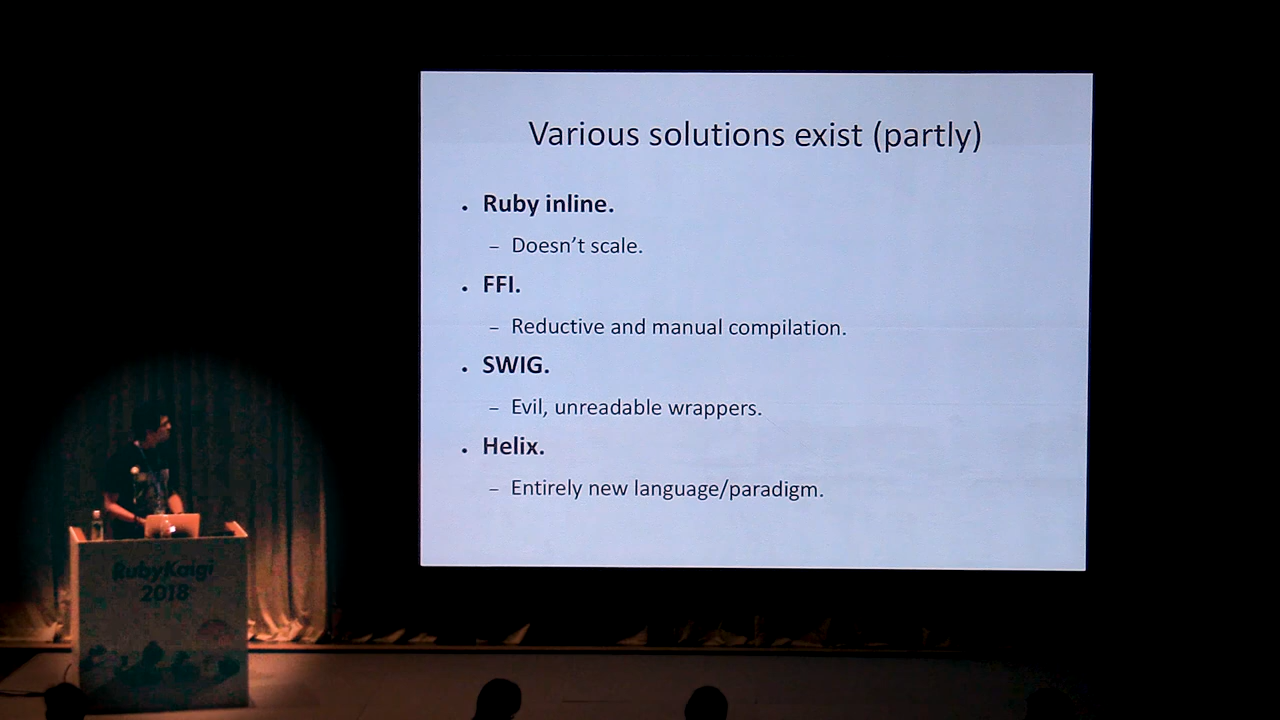 Various solutions exist (partly)
• Ruby inline.
– Doesn't scale.
• FFI.
– Reductive and manual compilation.
• SWIG.
– Evil, unreadable wrappers.
• Helix.
– Entirely new language/paradigm.
RubyKaigi
2018